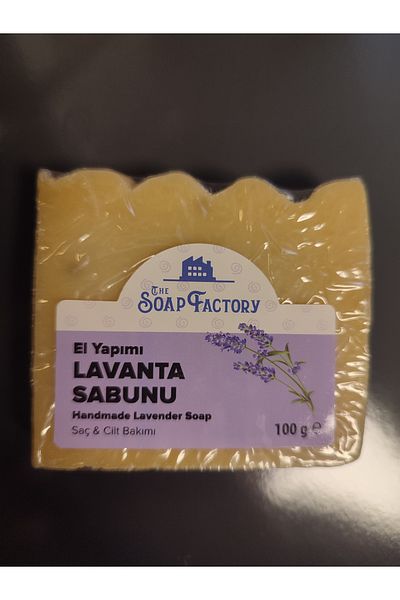 THE
SOAP FACTORY
El Yapımı
LAVANTA
SABUNU
Handmade Lavender Soap
Saç & Cilt Bakımı
100 g ℮